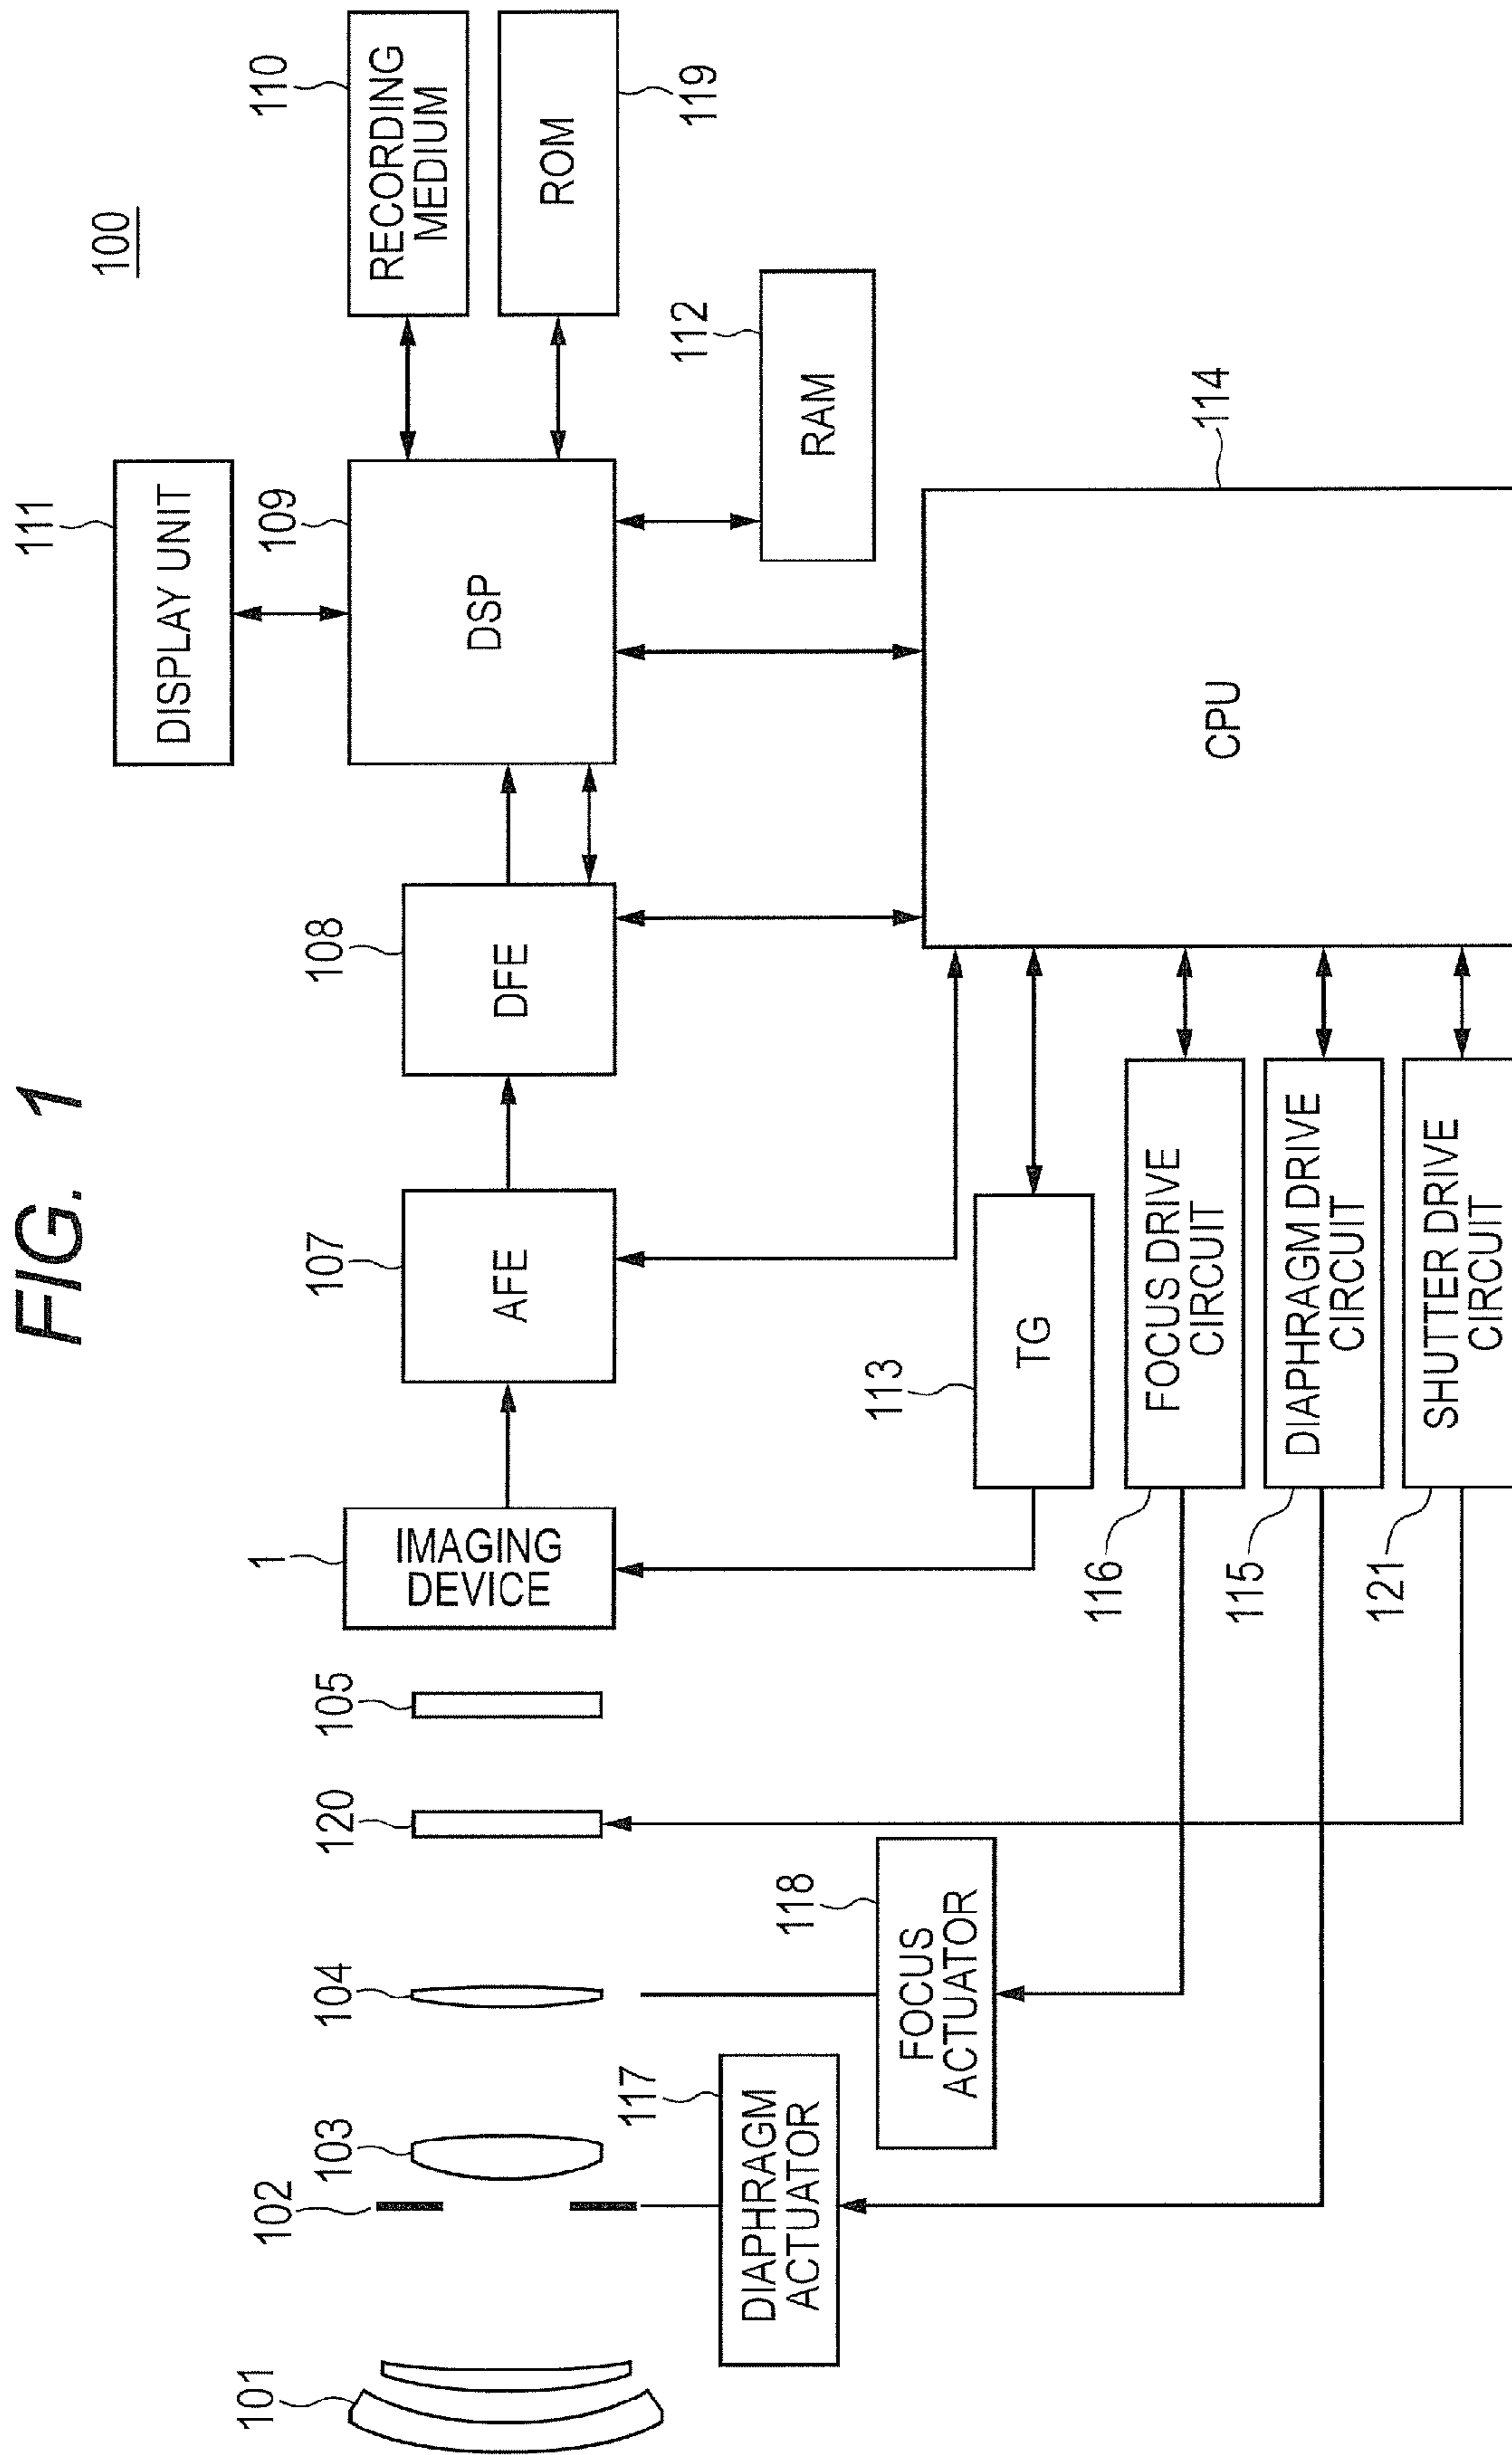 FIG. 1
100
111
DISPLAY UNIT
110
RECORDING
MEDIUM
109
DSP
ROM
119
112
RAM
108
DFE
107
AFE
1
IMAGING
DEVICE
105
120
104
103
102
101
114
CPU
113
TG
116
FOCUS DRIVE
CIRCUIT
115
DIAPHRAGM DRIVE
CIRCUIT
121
SHUTTER DRIVE
CIRCUIT
118
FOCUS
ACTUATOR
117
DIAPHRAGM
ACTUATOR